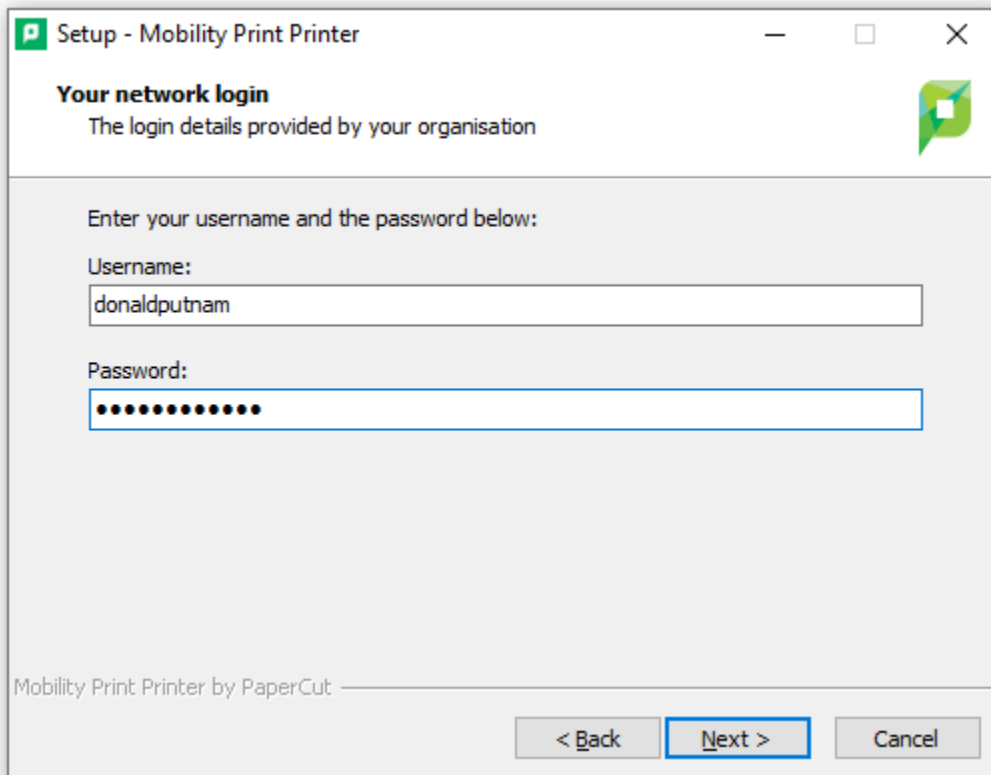 Setup - Mobility Print Printer
Your network login
The login details provided by your organisation
Enter your username and the password below:
Username:
donaldputnam
Password:
••••••••••••
Mobility Print Printer by PaperCut
< Back
Next >
Cancel